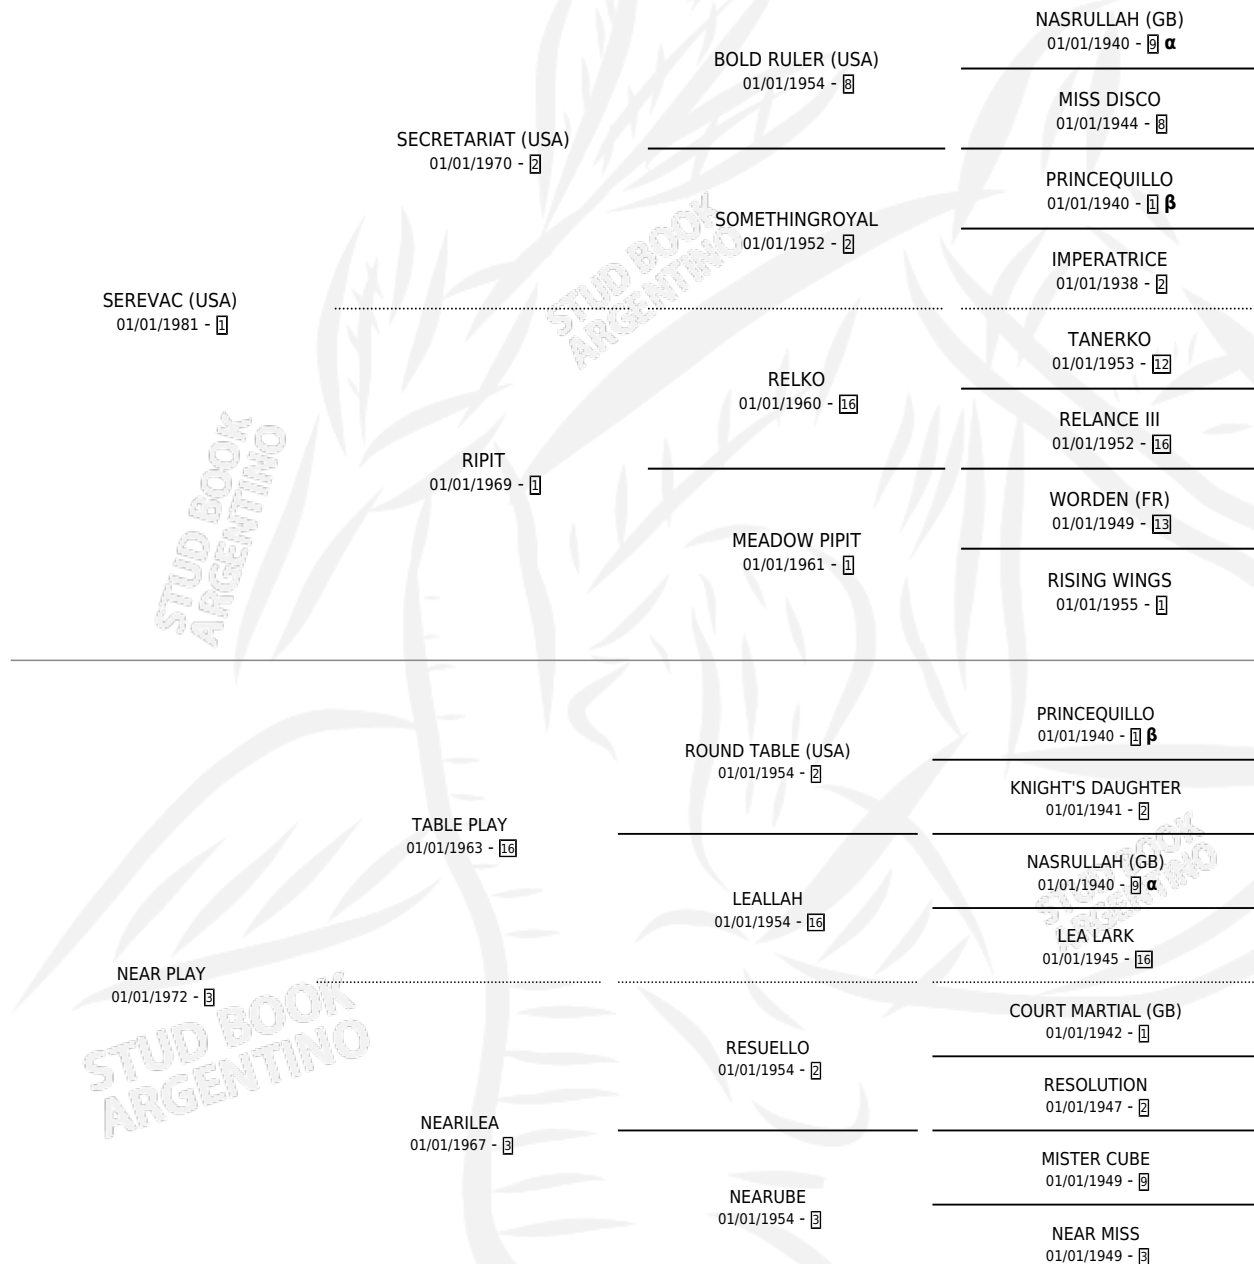 NASRULLAH (GB)
01/01/1940 - 9 α
BOLD RULER (USA)
01/01/1954 - 8
MISS DISCO
01/01/1944 - 8
SECRETARIAT (USA)
01/01/1970 - 2
PRINCEQUILLO
01/01/1940 - 1 β
SOMETHINGROYAL
01/01/1952 - 2
IMPERATRICE
01/01/1938 - 2
SEREVAC (USA)
01/01/1981 - 1
TANERKO
01/01/1953 - 12
RELKO
01/01/1960 - 16
RELANCE III
01/01/1952 - 16
RIPIT
01/01/1969 - 1
WORDEN (FR)
01/01/1949 - 13
MEADOW PIPIT
01/01/1961 - 1
RISING WINGS
01/01/1955 - 1
PRINCEQUILLO
01/01/1940 - 1 β
ROUND TABLE (USA)
01/01/1954 - 2
KNIGHT'S DAUGHTER
01/01/1941 - 2
TABLE PLAY
01/01/1963 - 16
NASRULLAH (GB)
01/01/1940 - 9 α
LEALLAH
01/01/1954 - 16
LEA LARK
01/01/1945 - 16
NEAR PLAY
01/01/1972 - 3
COURT MARTIAL (GB)
01/01/1942 - 1
RESUELLO
01/01/1954 - 2
RESOLUTION
01/01/1947 - 2
NEARILEA
01/01/1967 - 3
MISTER CUBE
01/01/1949 - 9
NEARUBE
01/01/1954 - 3
NEAR MISS
01/01/1949 - 3
STUD BOOK
ARGENTINO
STUD BOOK
ARGENTINO
STUD BOOK
ARGENTINO
STUD BOOK
ARGENTINO